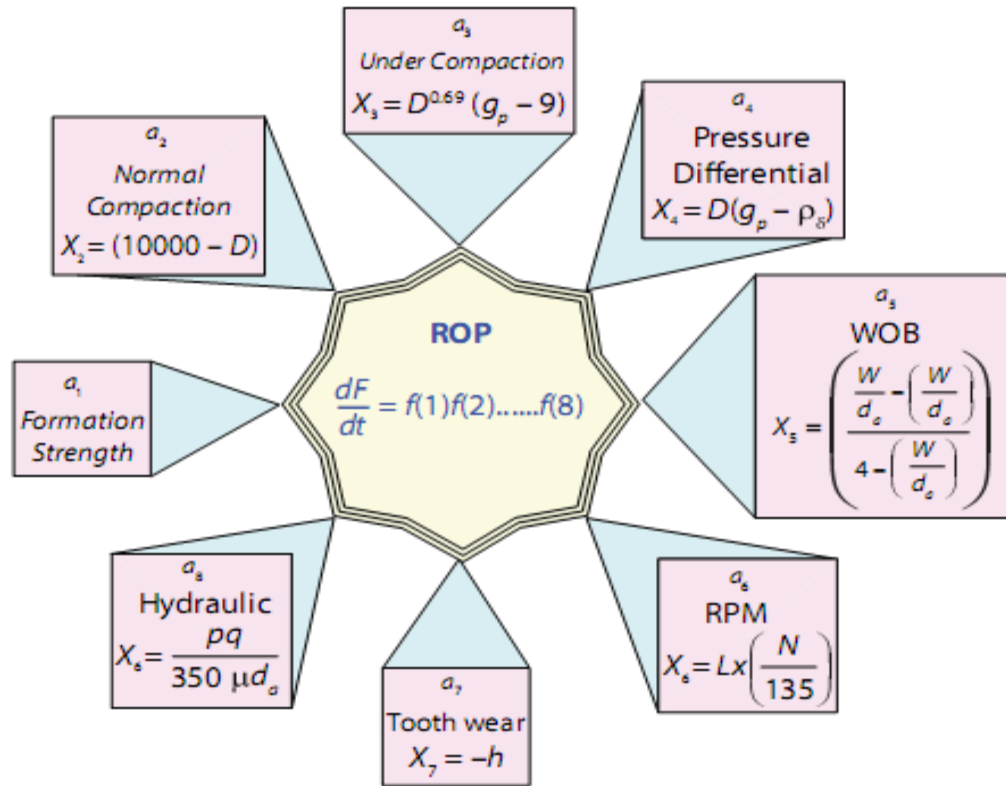 a₁
Formation
Strength
a₂
Normal
Compaction
X₂ = (10000 – D)
a₃
Under Compaction
X₃ = D^0.69 (gₚ – 9)
a₄
Pressure
Differential
X₄ = D(gₚ – ρ_δ)
a₅
WOB
X₅ = ((W/dₐ – (W/dₐ)) / (4 – (W/dₐ)))
a₆
RPM
X₆ = Lx(N/135)
a₇
Tooth wear
X₇ = –h
a₈
Hydraulic
X₆ = pq / 350 μdₐ
ROP
dF/dt = f(1)f(2)......f(8)